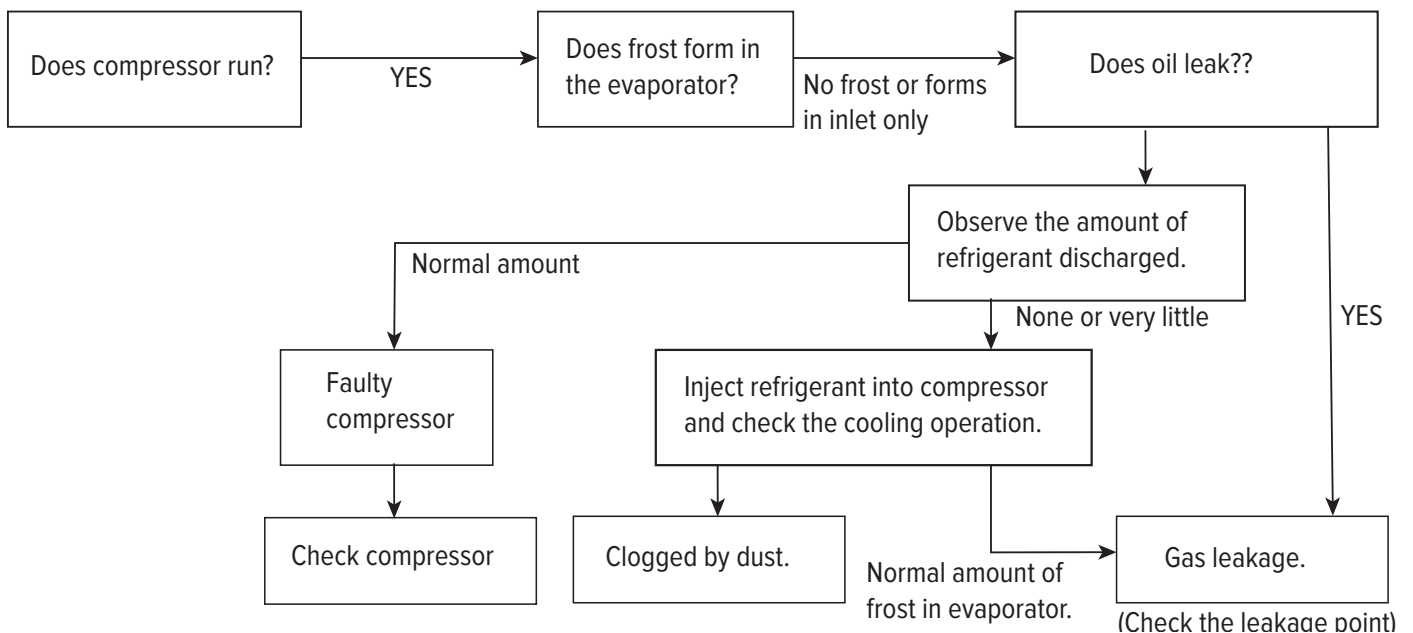 Does compressor run?
YES
Does frost form in
the evaporator?
No frost or forms
in inlet only
Does oil leak??
Observe the amount of
refrigerant discharged.
Normal amount
None or very little
YES
Faulty
compressor
Inject refrigerant into compressor
and check the cooling operation.
Check compressor
Clogged by dust.
Normal amount of
frost in evaporator.
Gas leakage.
(Check the leakage point)